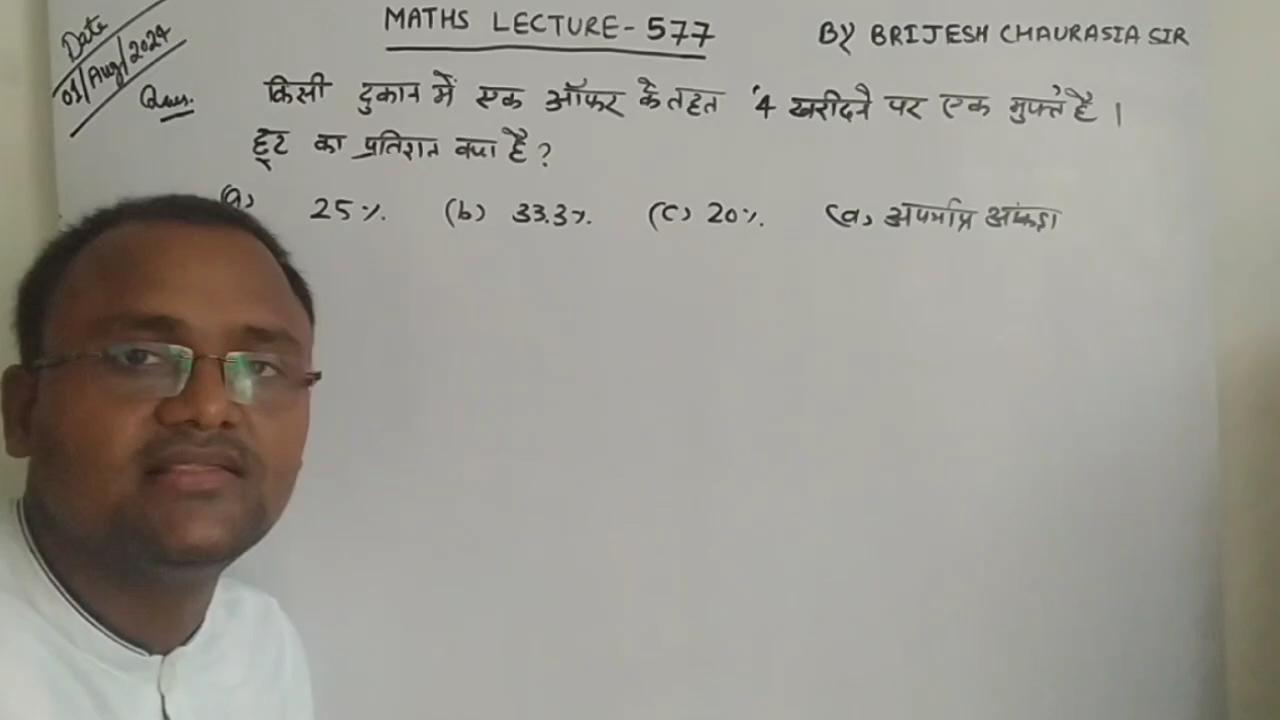 MATHS LECTURE-577
BY BRIJESH CHAURASIA SIR
Date
01/Aug/2024
Ques. किसी दुकान में एक ऑफर के तहत '4 खरीदने पर एक मुफ्त' है ।
छूट का प्रतिशत क्या है ?
(a) 25%. (b) 33.3%. (c) 20%. (d) अपर्याप्त आंकड़ा